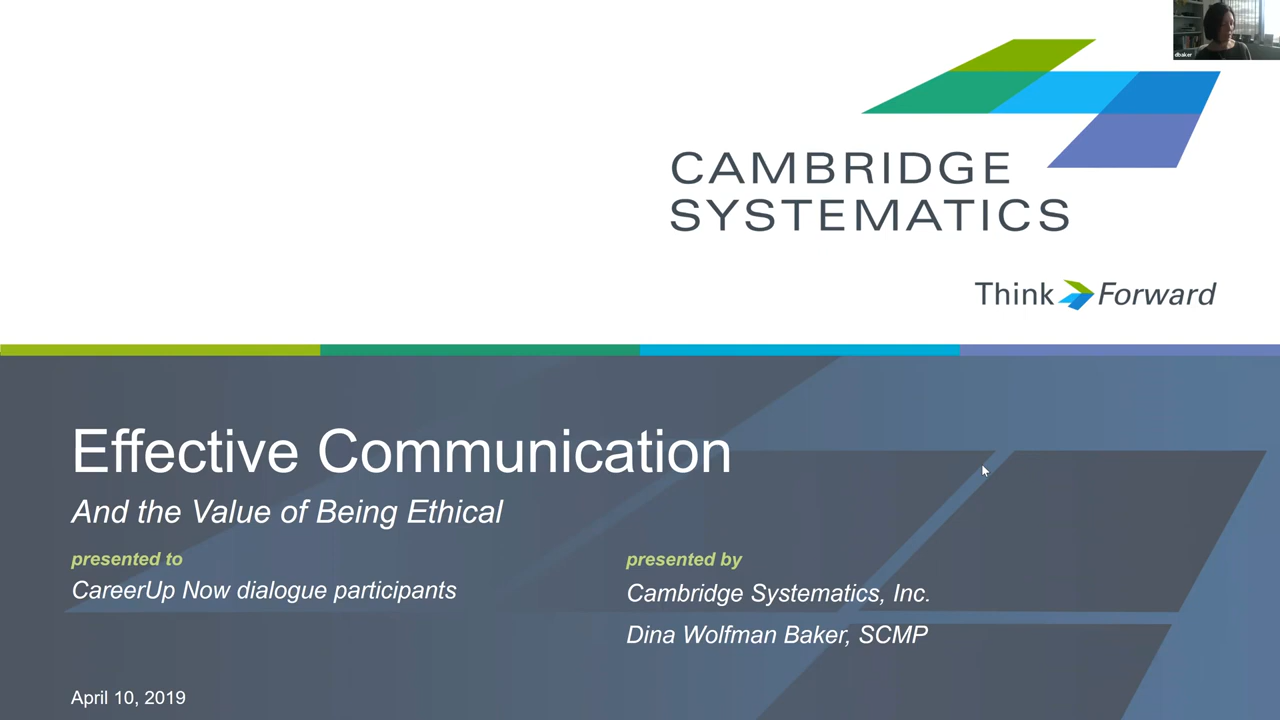 dbaker
CAMBRIDGE
SYSTEMATICS
Think Forward
Effective Communication
And the Value of Being Ethical
presented to
CareerUp Now dialogue participants
presented by
Cambridge Systematics, Inc.
Dina Wolfman Baker, SCMP
April 10, 2019